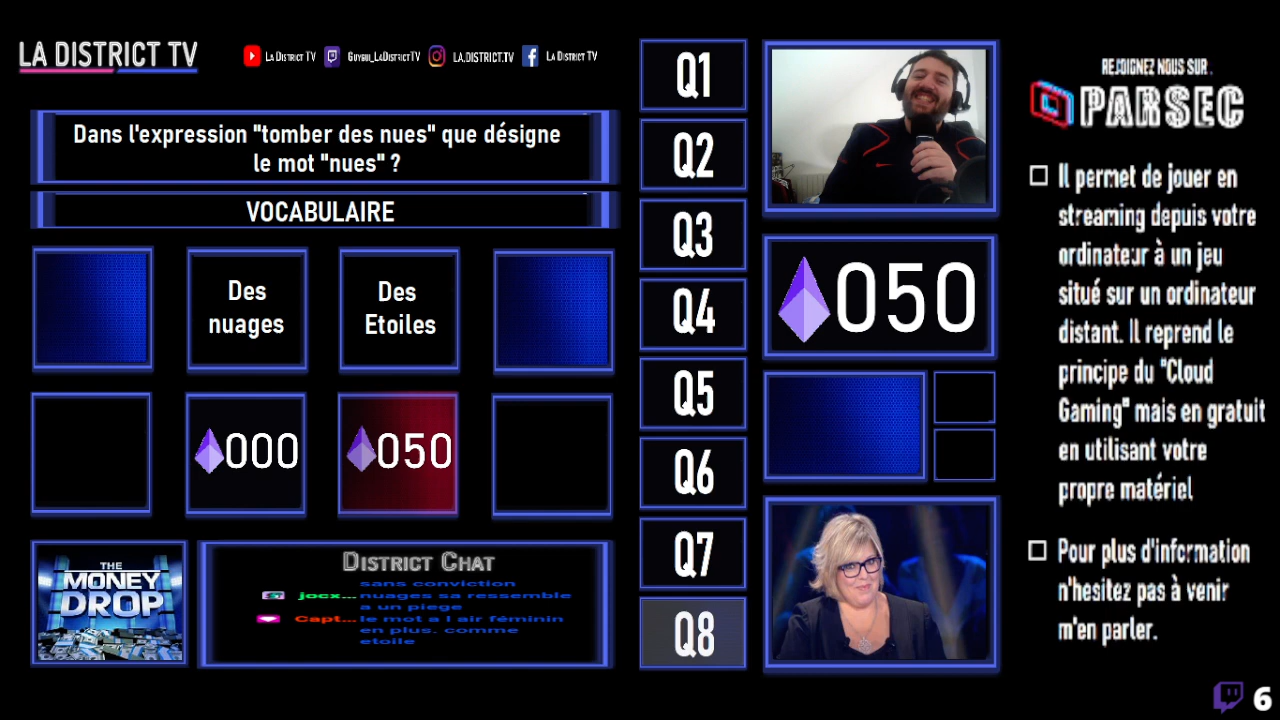 LA DISTRICT TV
La District TV
Guybul_LaDistrictTV
LA.DISTRICT.TV
La District TV
Dans l'expression "tomber des nues" que désigne
le mot "nues" ?
VOCABULAIRE
Des
nuages
Des
Etoiles
000
050
THE
MONEY
DROP
District Chat
sans conviction
jocx... nuages sa ressemble
a un piege
Capt... le mot a l air féminin
en plus. comme
etoile
Q1
Q2
Q3
Q4
Q5
Q6
Q7
Q8
050
REJOIGNEZ NOUS SUR :
PARSEC
Il permet de jouer en
streaming depuis votre
ordinateur à un jeu
situé sur un ordinateur
distant. Il reprend le
principe du "Cloud
Gaming" mais en gratuit
en utilisant votre
propre matériel
Pour plus d'information
n'hesitez pas à venir
m'en parler.
6